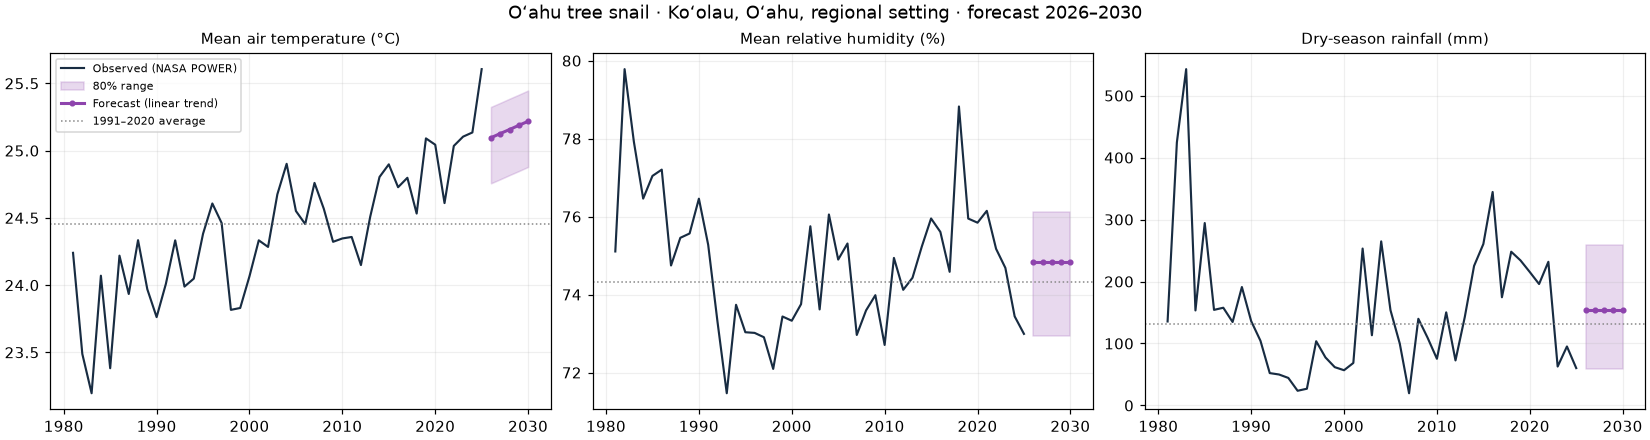 Oʻahu tree snail · Koʻolau, Oʻahu, regional setting · forecast 2026–2030
Mean air temperature (°C)
Observed (NASA POWER)
80% range
Forecast (linear trend)
1991–2020 average
25.5
25.0
24.5
24.0
23.5
1980 1990 2000 2010 2020 2030
Mean relative humidity (%)
80
78
76
74
72
1980 1990 2000 2010 2020 2030
Dry-season rainfall (mm)
500
400
300
200
100
0
1980 1990 2000 2010 2020 2030